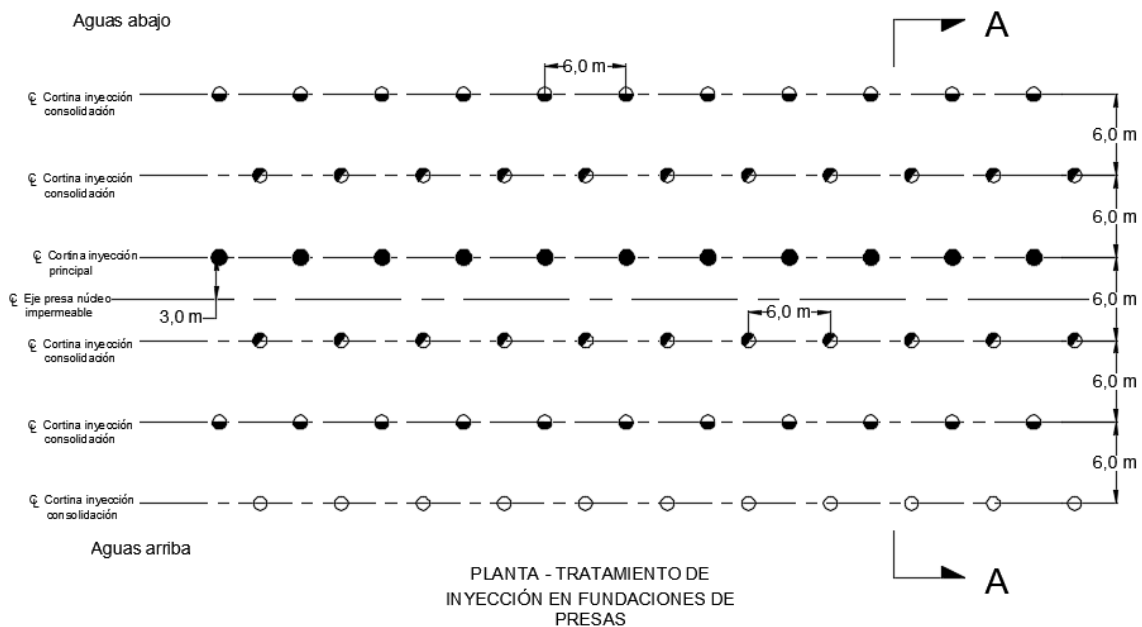 Aguas abajo
A
6,0 m
℄ Cortina inyección
consolidación
6,0 m
℄ Cortina inyección
consolidación
6,0 m
℄ Cortina inyección
principal
℄ Eje presa núcleo
impermeable
3,0 m
6,0 m
6,0 m
℄ Cortina inyección
consolidación
6,0 m
℄ Cortina inyección
consolidación
6,0 m
℄ Cortina inyección
consolidación
Aguas arriba
A
PLANTA - TRATAMIENTO DE
INYECCIÓN EN FUNDACIONES DE
PRESAS